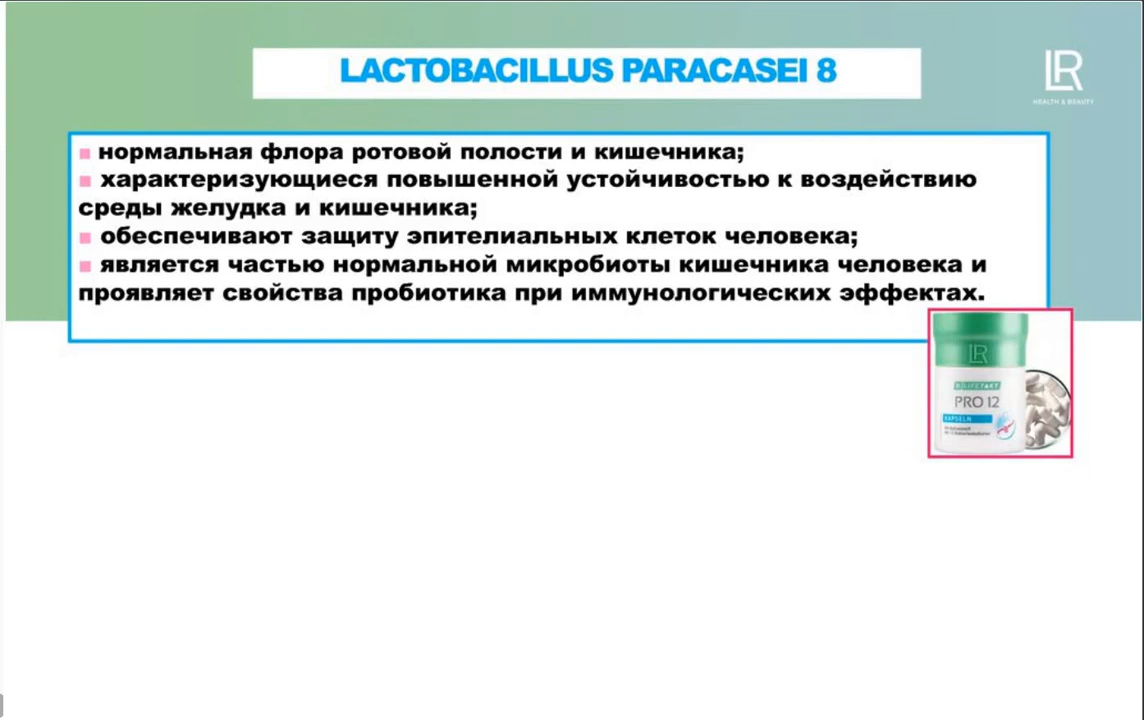 LACTOBACILLUS PARACASEI 8
LR
HEALTH & BEAUTY
нормальная флора ротовой полости и кишечника;
характеризующиеся повышенной устойчивостью к воздействию
среды желудка и кишечника;
обеспечивают защиту эпителиальных клеток человека;
является частью нормальной микробиоты кишечника человека и
проявляет свойства пробиотика при иммунологических эффектах.
LR
LIFETAKT
PRO 12
KAPSELN